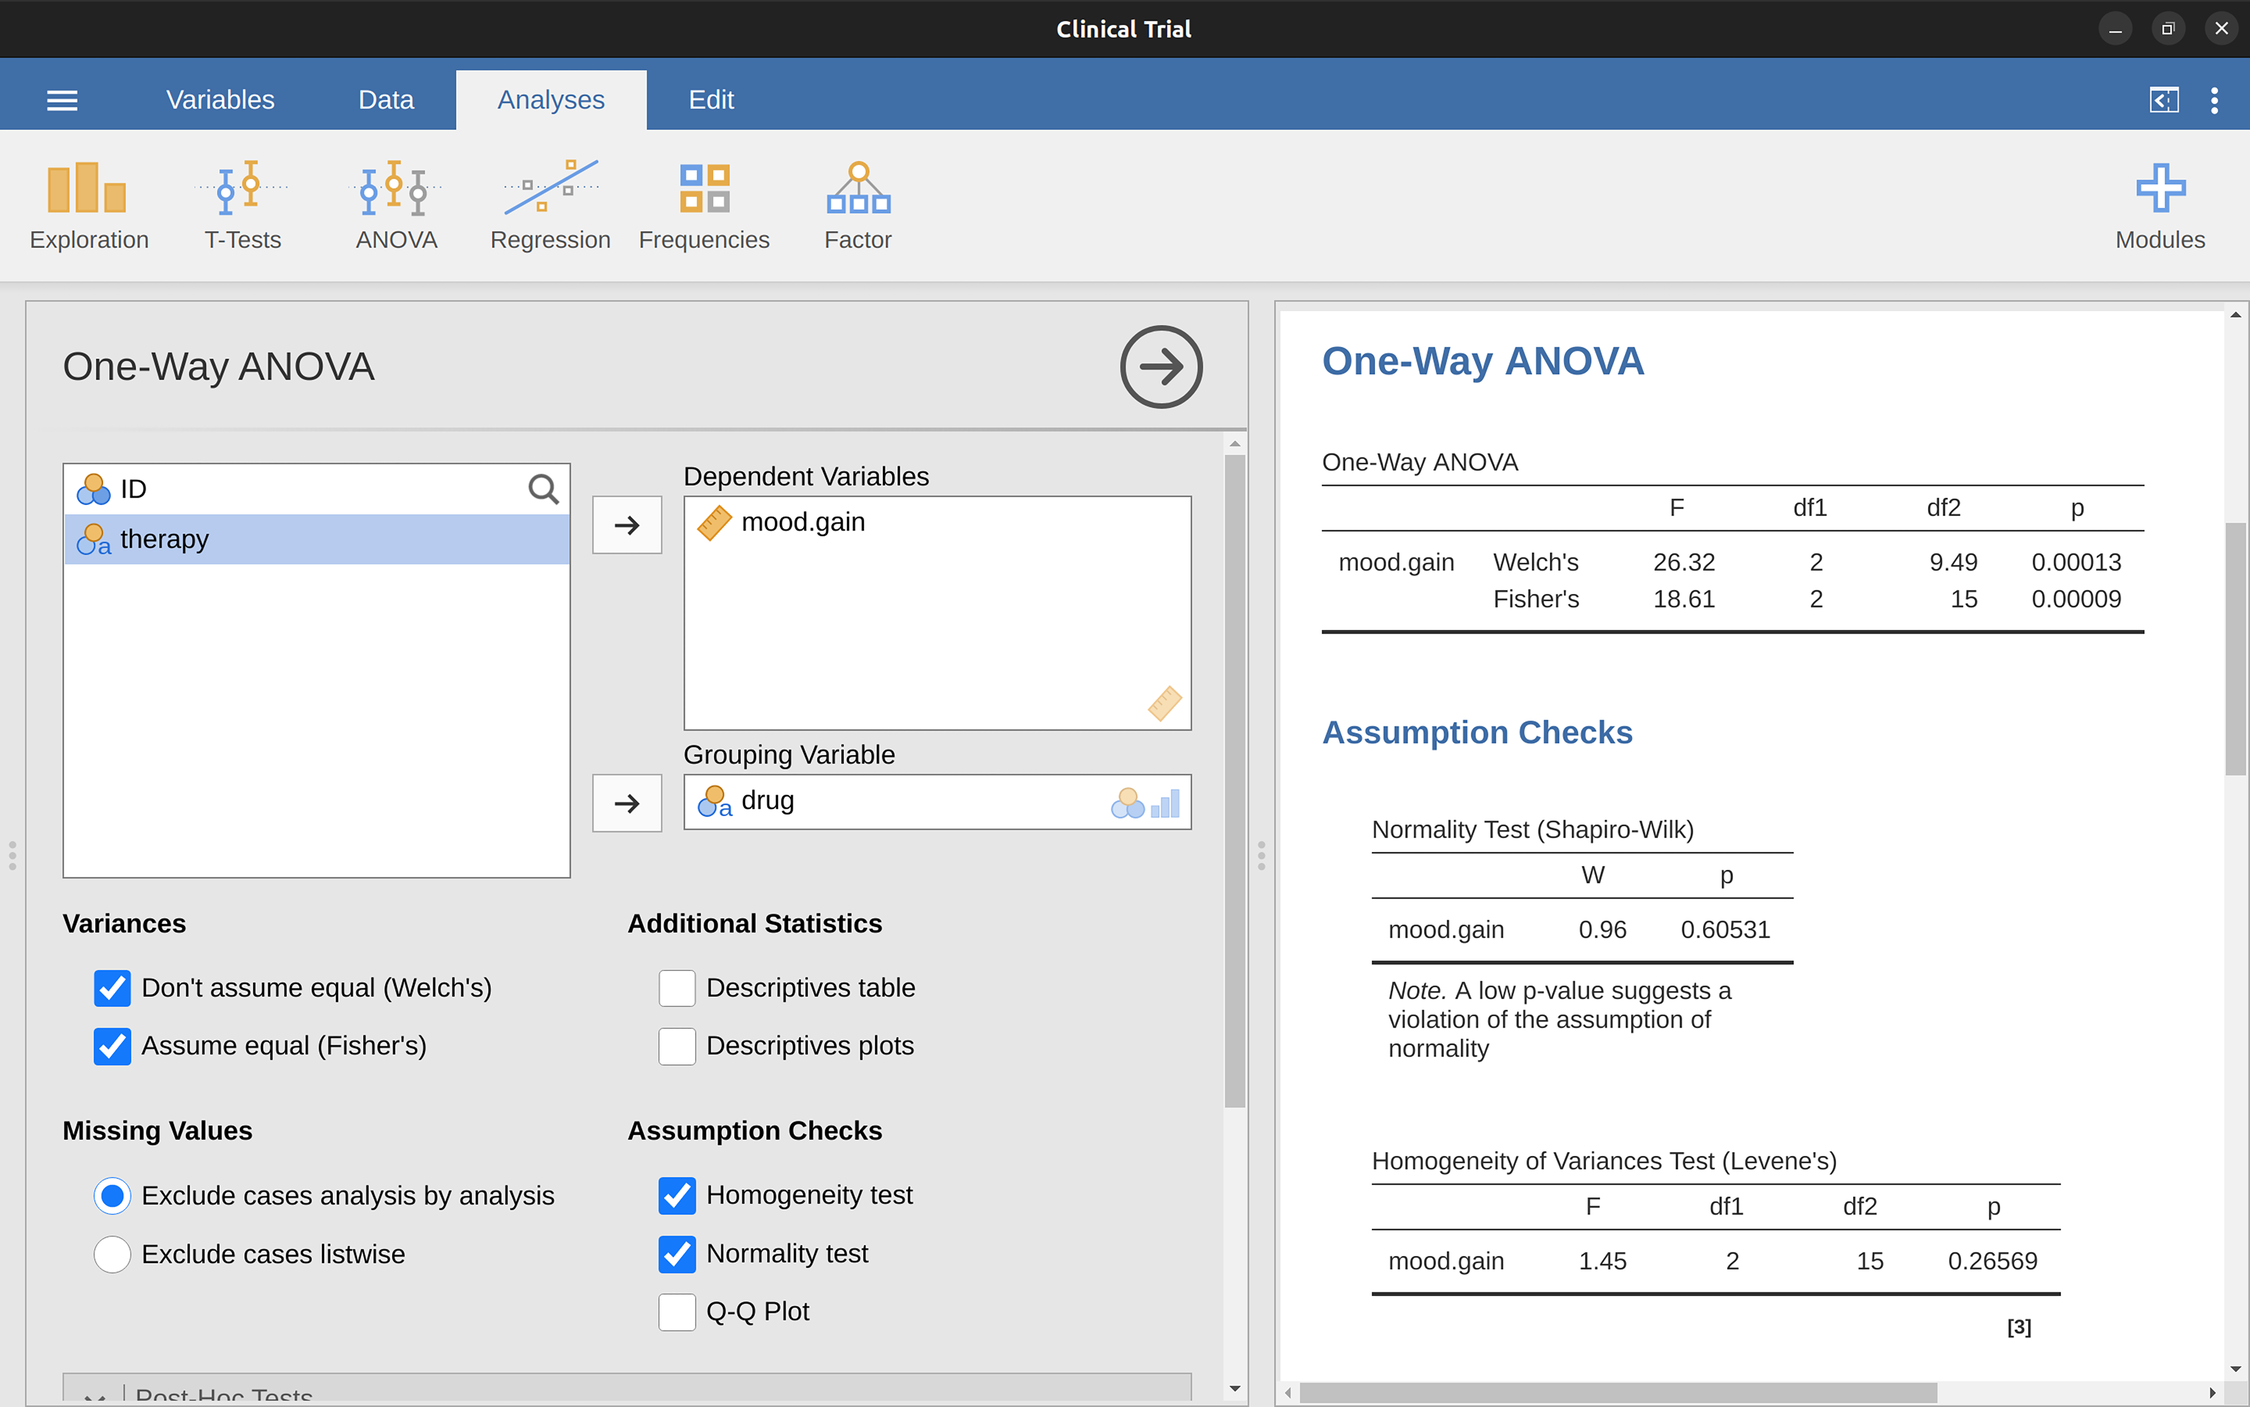 Clinical Trial
Variables Data Analyses Edit
Exploration T-Tests ANOVA Regression Frequencies Factor Modules
One-Way ANOVA
ID
therapy
Dependent Variables
mood.gain
Grouping Variable
drug
Variances
Don't assume equal (Welch's)
Assume equal (Fisher's)
Additional Statistics
Descriptives table
Descriptives plots
Missing Values
Exclude cases analysis by analysis
Exclude cases listwise
Assumption Checks
Homogeneity test
Normality test
Q-Q Plot
Post-Hoc Tests
One-Way ANOVA
One-Way ANOVA
F df1 df2 p
mood.gain Welch's 26.32 2 9.49 0.00013
Fisher's 18.61 2 15 0.00009
Assumption Checks
Normality Test (Shapiro-Wilk)
W p
mood.gain 0.96 0.60531
Note. A low p-value suggests a
violation of the assumption of
normality
Homogeneity of Variances Test (Levene's)
F df1 df2 p
mood.gain 1.45 2 15 0.26569
[3]